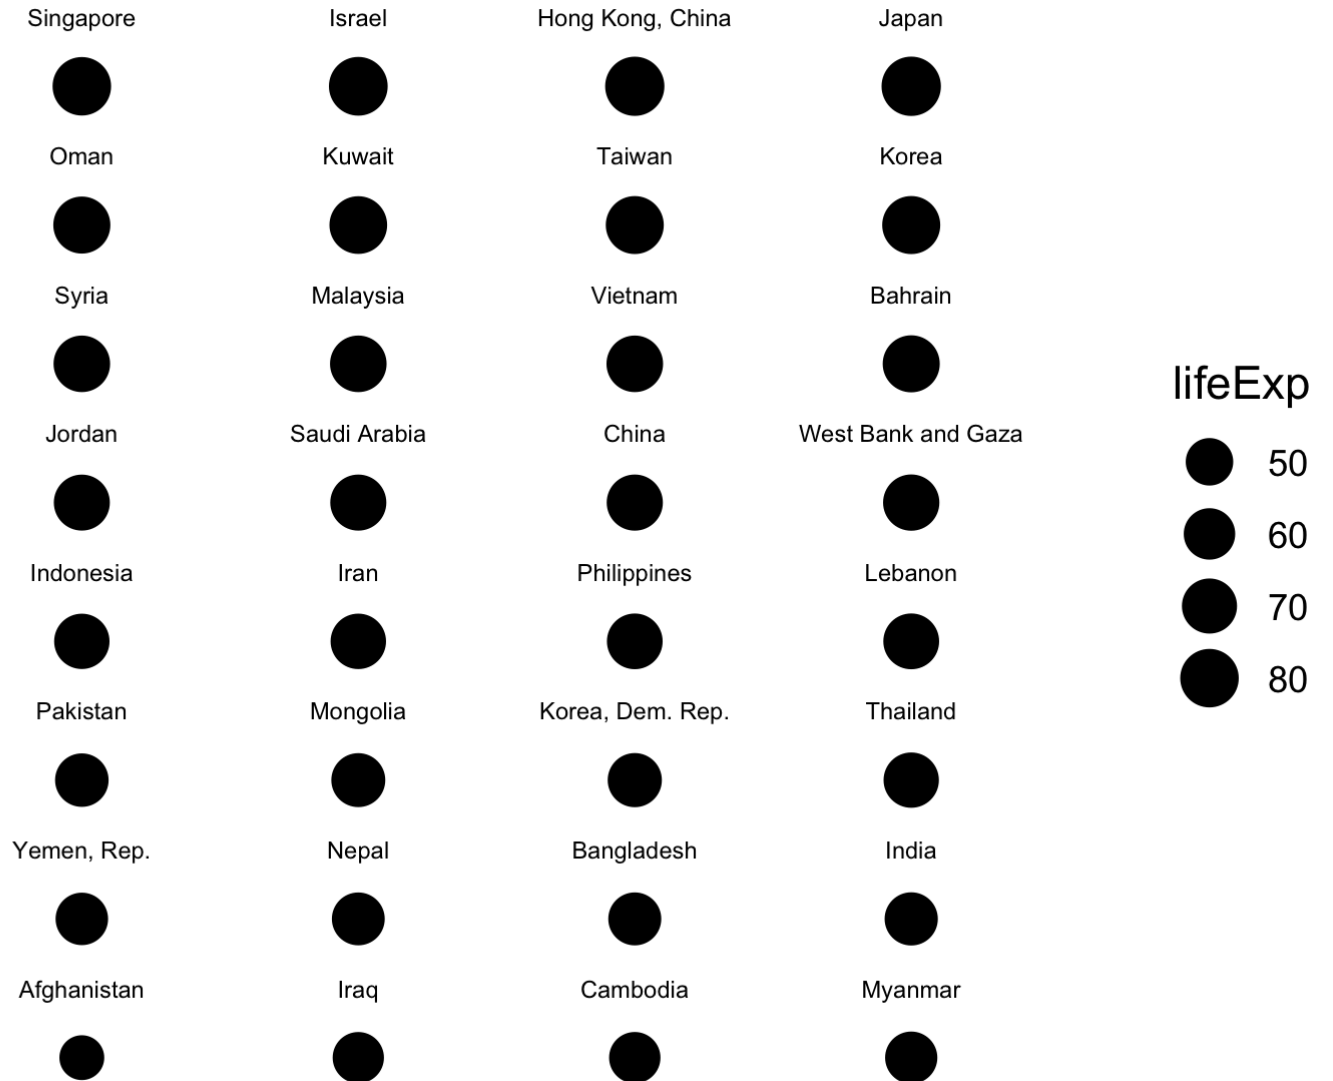 Singapore
Israel
Hong Kong, China
Japan
Oman
Kuwait
Taiwan
Korea
Syria
Malaysia
Vietnam
Bahrain
Jordan
Saudi Arabia
China
West Bank and Gaza
Indonesia
Iran
Philippines
Lebanon
Pakistan
Mongolia
Korea, Dem. Rep.
Thailand
Yemen, Rep.
Nepal
Bangladesh
India
Afghanistan
Iraq
Cambodia
Myanmar
lifeExp
50
60
70
80